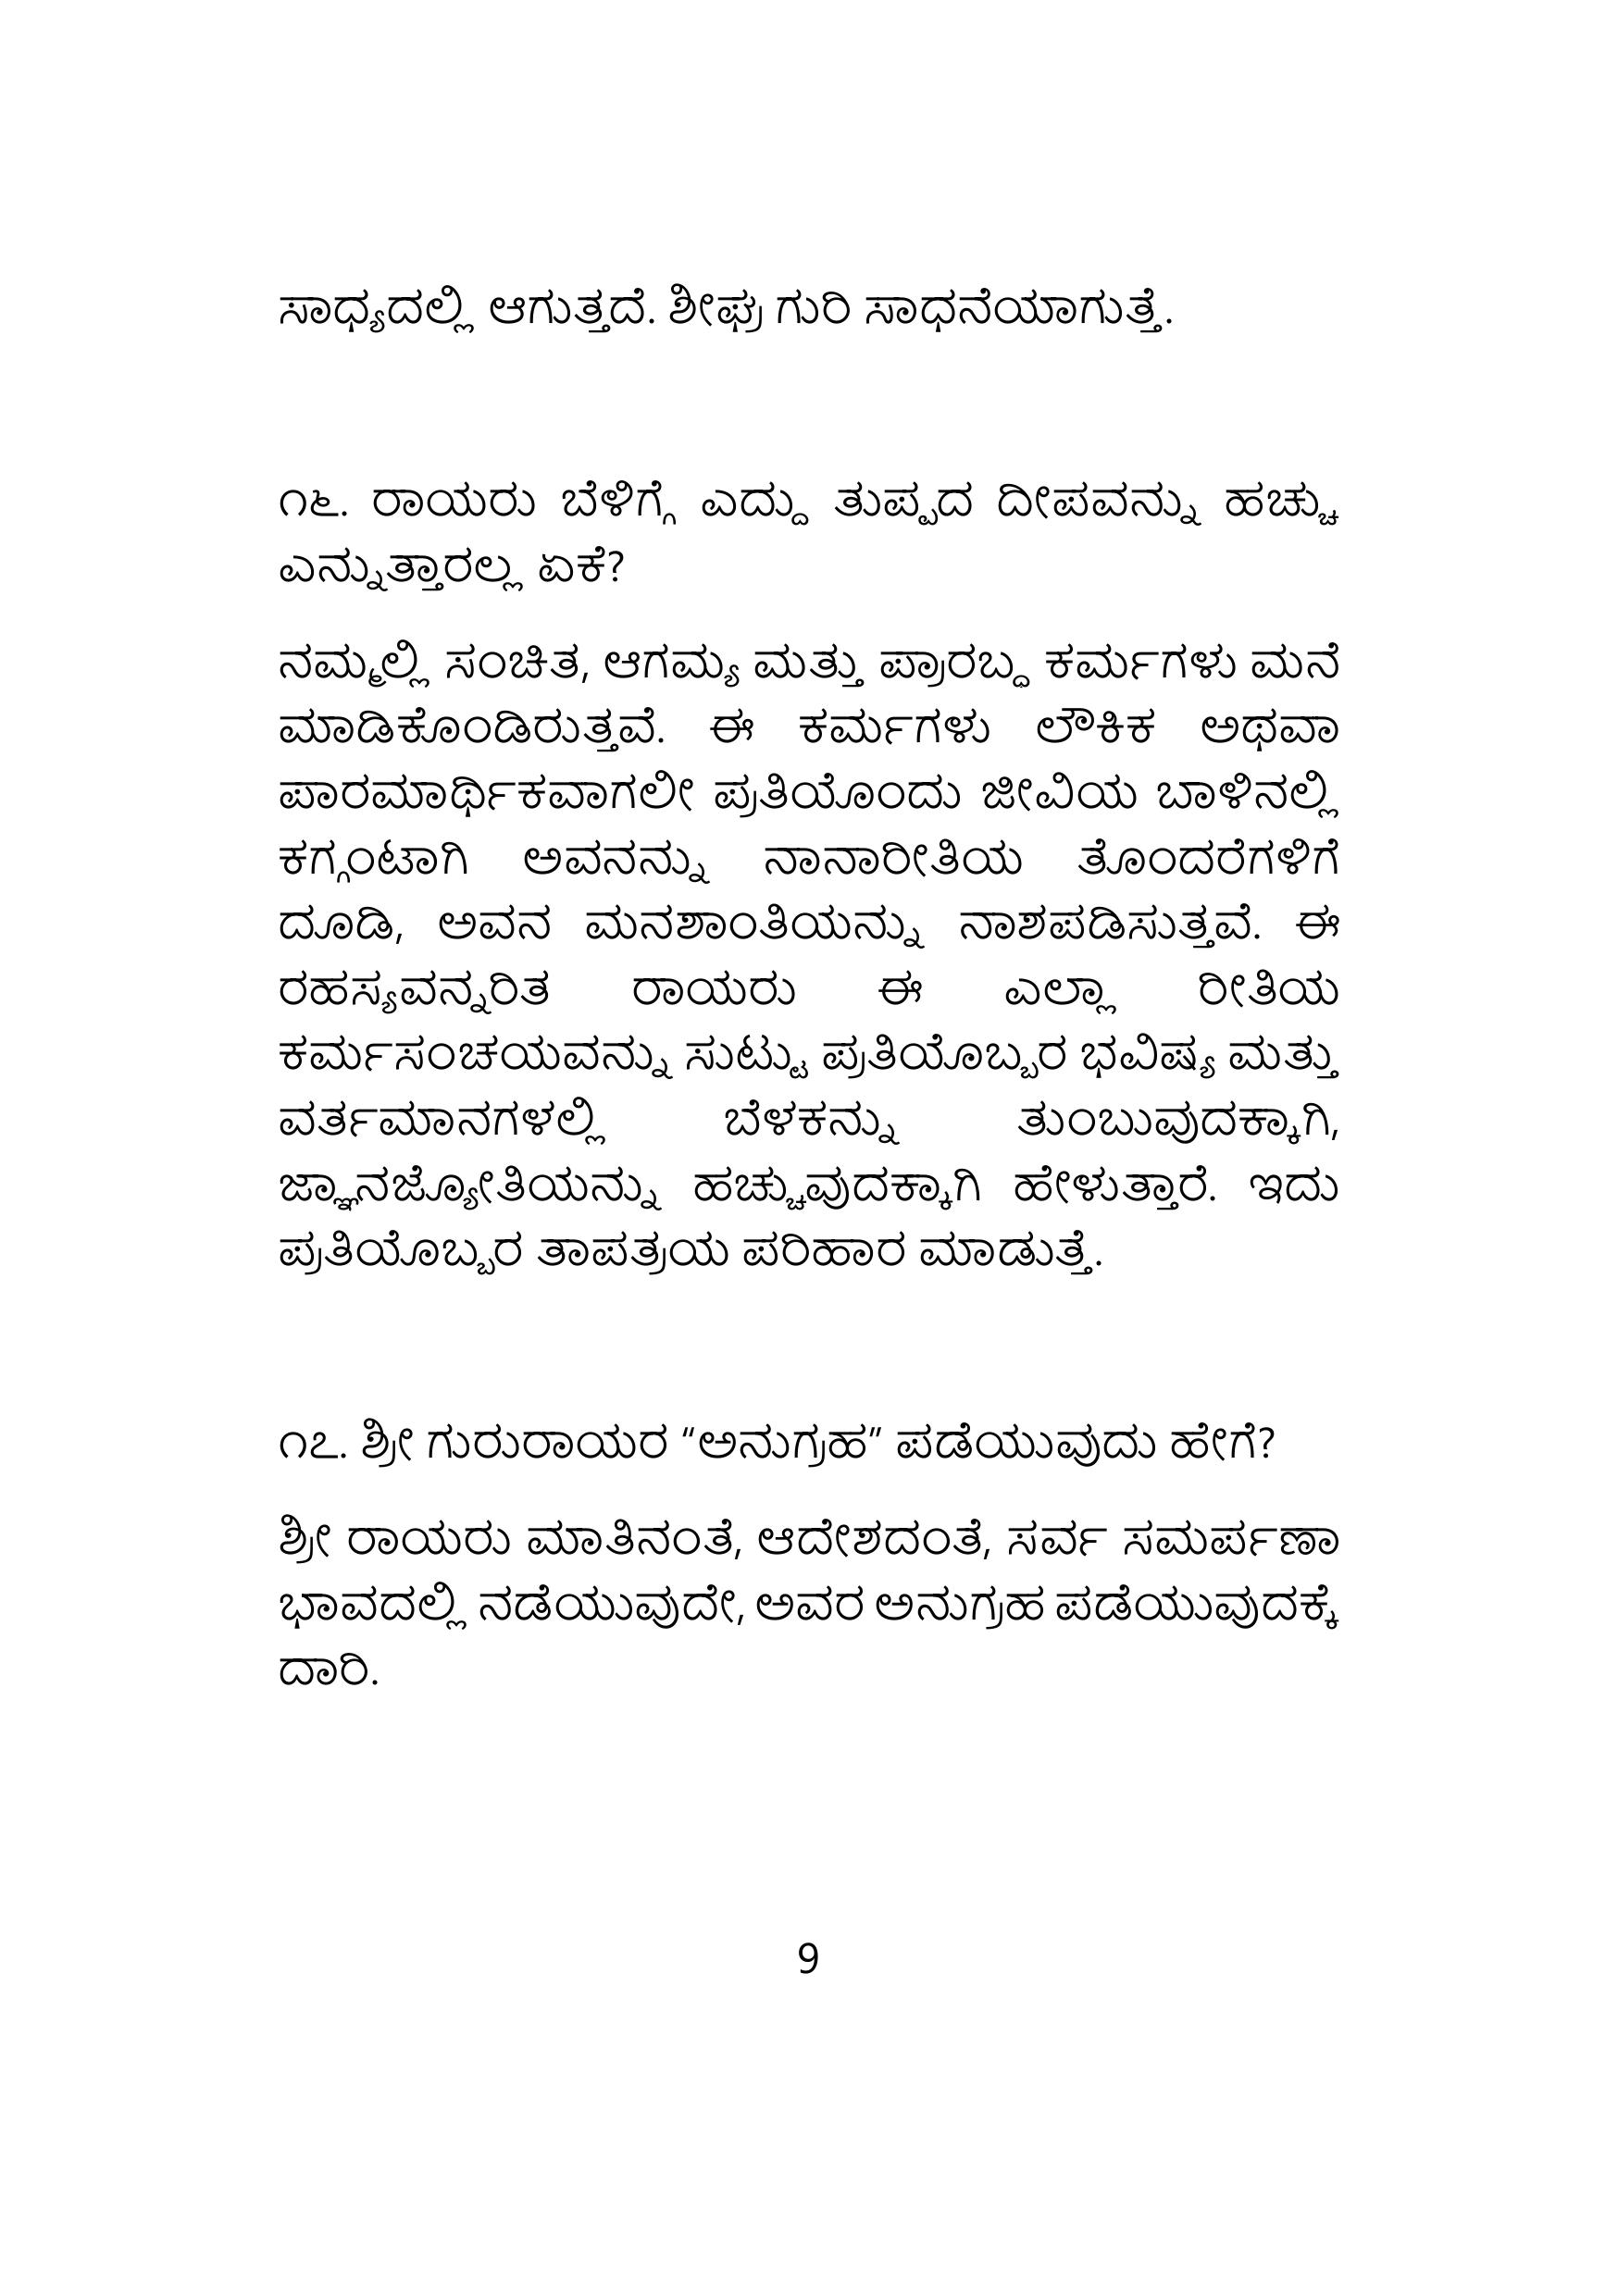 ಸಾಧ್ಯದಲ್ಲಿ ಆಗುತ್ತದೆ. ಶೀಘ್ರ ಗುರಿ ಸಾಧನೆಯಾಗುತ್ತೆ.
೧೬. ರಾಯರು ಬೆಳಿಗ್ಗೆ ಎದ್ದು ತುಪ್ಪದ ದೀಪವನ್ನು ಹಚ್ಚು
ಎನ್ನುತ್ತಾರಲ್ಲ ಏಕೆ?
ನಮ್ಮಲ್ಲಿ ಸಂಚಿತ, ಆಗಮ್ಯ ಮತ್ತು ಪ್ರಾರಬ್ದ ಕರ್ಮಗಳು ಮನೆ
ಮಾಡಿಕೊಂಡಿರುತ್ತವೆ. ಈ ಕರ್ಮಗಳು ಲೌಕಿಕ ಅಥವಾ
ಪಾರಮಾರ್ಥಿಕವಾಗಲೀ ಪ್ರತಿಯೊಂದು ಜೀವಿಯ ಬಾಳಿನಲ್ಲಿ
ಕಗ್ಗಂಟಾಗಿ ಅವನನ್ನು ನಾನಾರೀತಿಯ ತೊಂದರೆಗಳಿಗೆ
ದೂಡಿ, ಅವನ ಮನಶಾಂತಿಯನ್ನು ನಾಶಪಡಿಸುತ್ತವೆ. ಈ
ರಹಸ್ಯವನ್ನರಿತ ರಾಯರು ಈ ಎಲ್ಲಾ ರೀತಿಯ
ಕರ್ಮಸಂಚಯವನ್ನು ಸುಟ್ಟು ಪ್ರತಿಯೊಬ್ಬರ ಭವಿಷ್ಯ ಮತ್ತು
ವರ್ತಮಾನಗಳಲ್ಲಿ ಬೆಳಕನ್ನು ತುಂಬುವುದಕ್ಕಾಗಿ,
ಜ್ಞಾನಜ್ಯೋತಿಯನ್ನು ಹಚ್ಚುವುದಕ್ಕಾಗಿ ಹೇಳುತ್ತಾರೆ. ಇದು
ಪ್ರತಿಯೊಬ್ಬರ ತಾಪತ್ರಯ ಪರಿಹಾರ ಮಾಡುತ್ತೆ.
೧೭. ಶ್ರೀ ಗುರುರಾಯರ “ಅನುಗ್ರಹ” ಪಡೆಯುವುದು ಹೇಗೆ?
ಶ್ರೀ ರಾಯರು ಮಾತಿನಂತೆ, ಆದೇಶದಂತೆ, ಸರ್ವ ಸಮರ್ಪಣಾ
ಭಾವದಲ್ಲಿ ನಡೆಯುವುದೇ, ಅವರ ಅನುಗ್ರಹ ಪಡೆಯುವುದಕ್ಕೆ
ದಾರಿ.
9